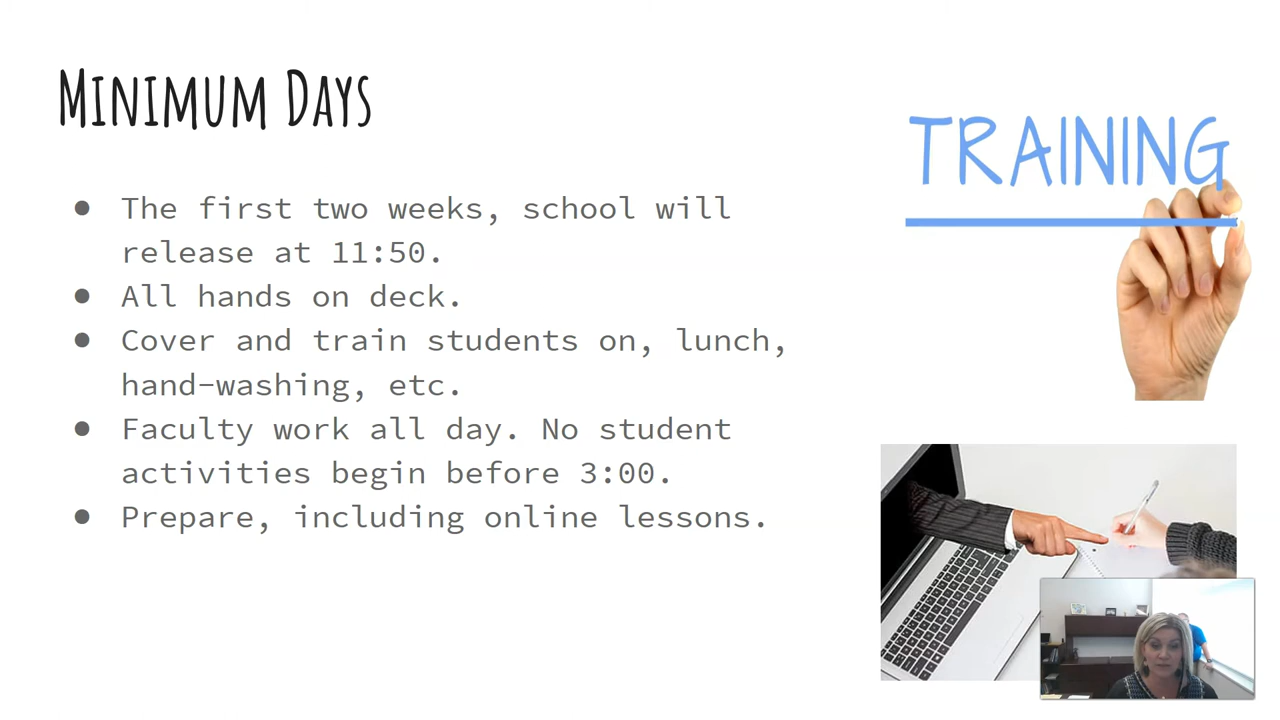 Minimum Days
TRAINING
● The first two weeks, school will
release at 11:50.
● All hands on deck.
● Cover and train students on, lunch,
hand-washing, etc.
● Faculty work all day. No student
activities begin before 3:00.
● Prepare, including online lessons.